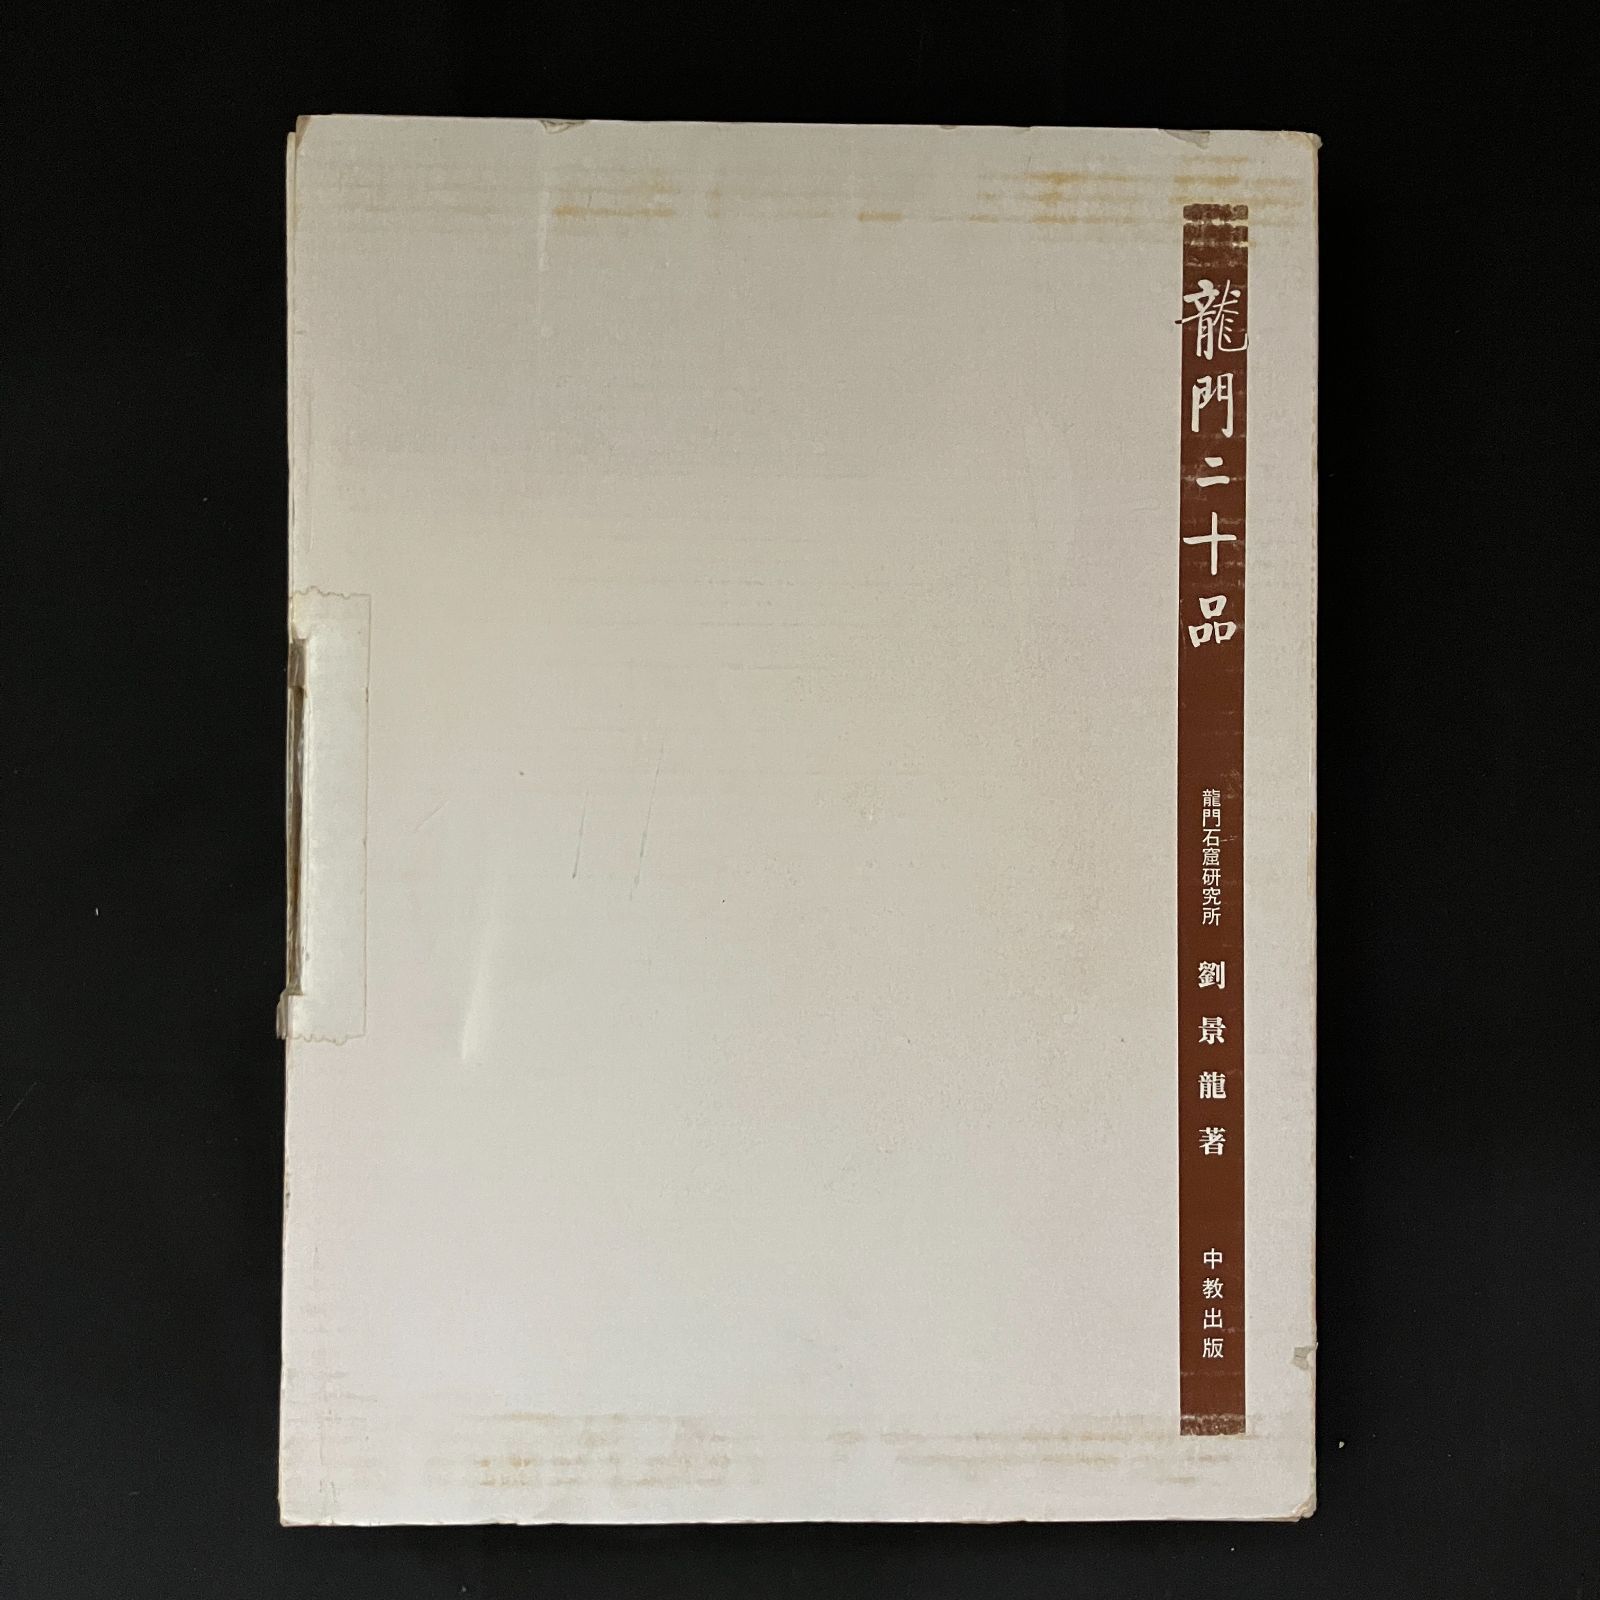 龍門二十品
龍門石窟研究所
劉景龍著
中教出版